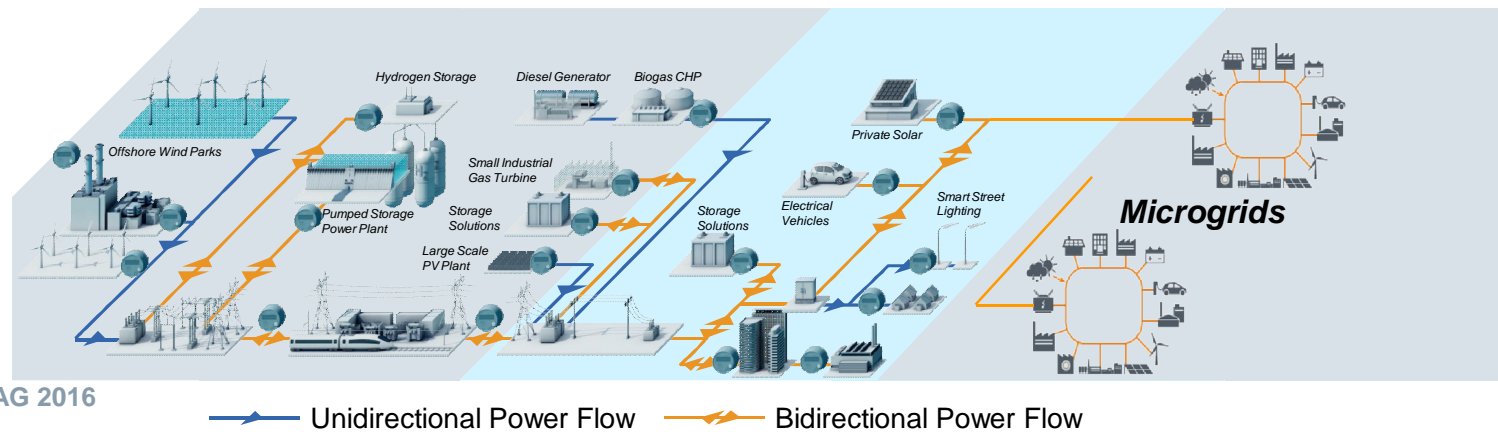 Hydrogen Storage
Diesel Generator
Biogas CHP
Offshore Wind Parks
Private Solar
Small Industrial
Gas Turbine
Pumped Storage
Power Plant
Storage
Solutions
Large Scale
PV Plant
Storage
Solutions
Electrical
Vehicles
Smart Street
Lighting
Microgrids
AG 2016
Unidirectional Power Flow
Bidirectional Power Flow